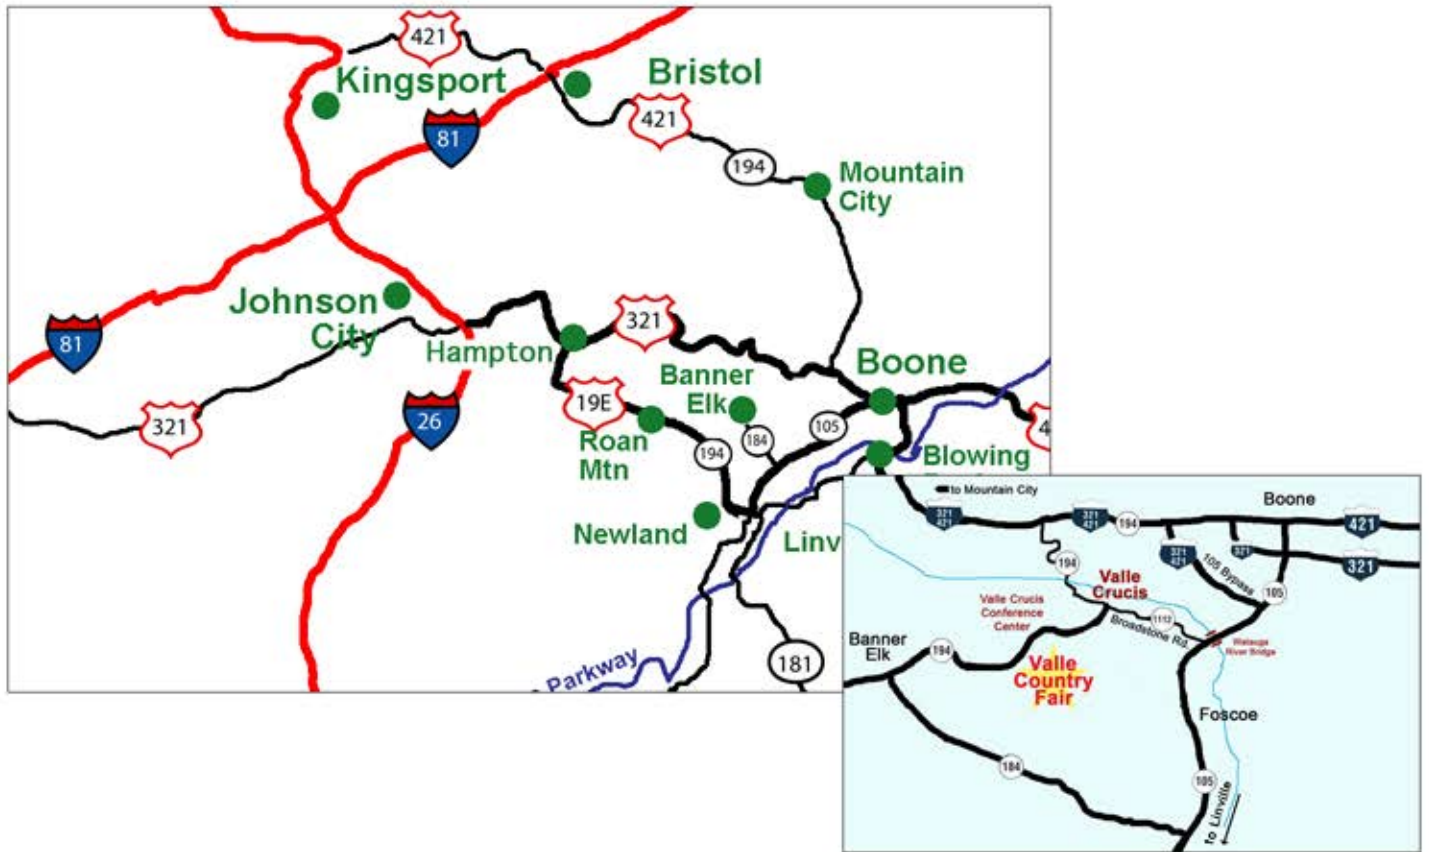 421
Kingsport
Bristol
81
421
194
Mountain
City
Johnson
City
321
Hampton
81
Banner
Elk
Boone
19E
321
26
105
184
Roan
Mtn
194
4
Blowing
Newland
Linv
181
Parkway
to Mountain City
Boone
321
421
321
421
194
421
321
421
321
321
194
105 Bypass
105
Valle
Crucis
Valle Crucis
Conference
Center
1112
Broadstone Rd.
Watauga
River Bridge
Banner
Elk
194
Valle
Country
Fair
Foscoe
184
105
to Linville